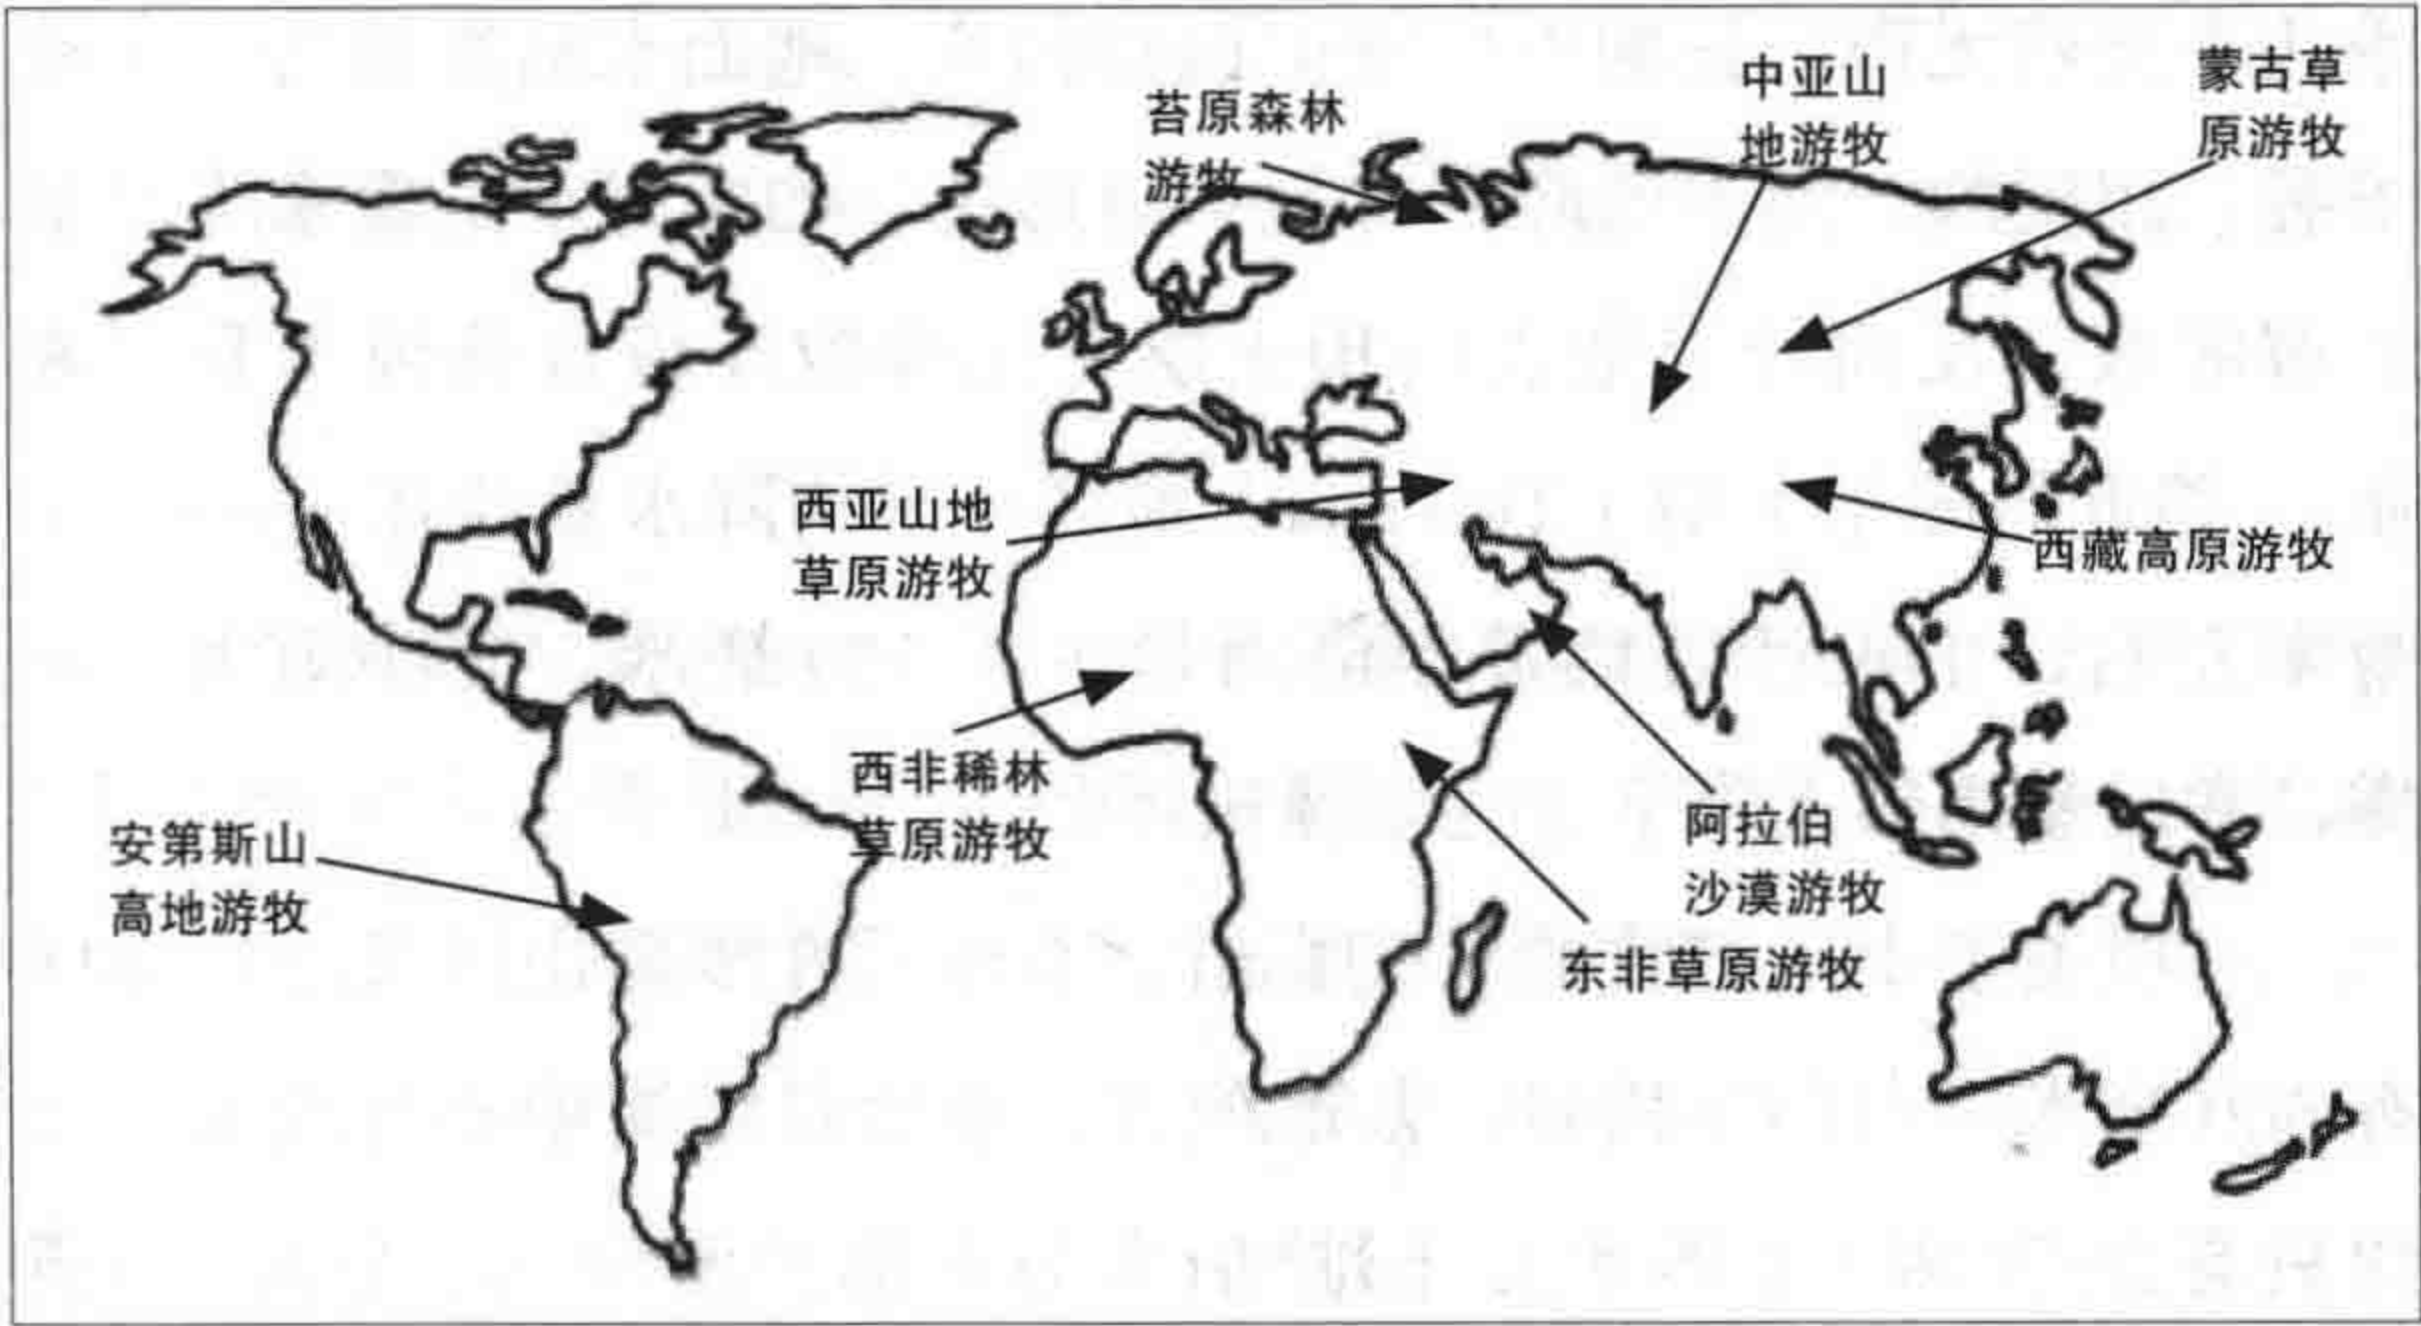 苔原森林
游牧
中亚山
地游牧
蒙古草
原游牧
西亚山地
草原游牧
西藏高原游牧
西非稀林
草原游牧
安第斯山
高地游牧
阿拉伯
沙漠游牧
东非草原游牧